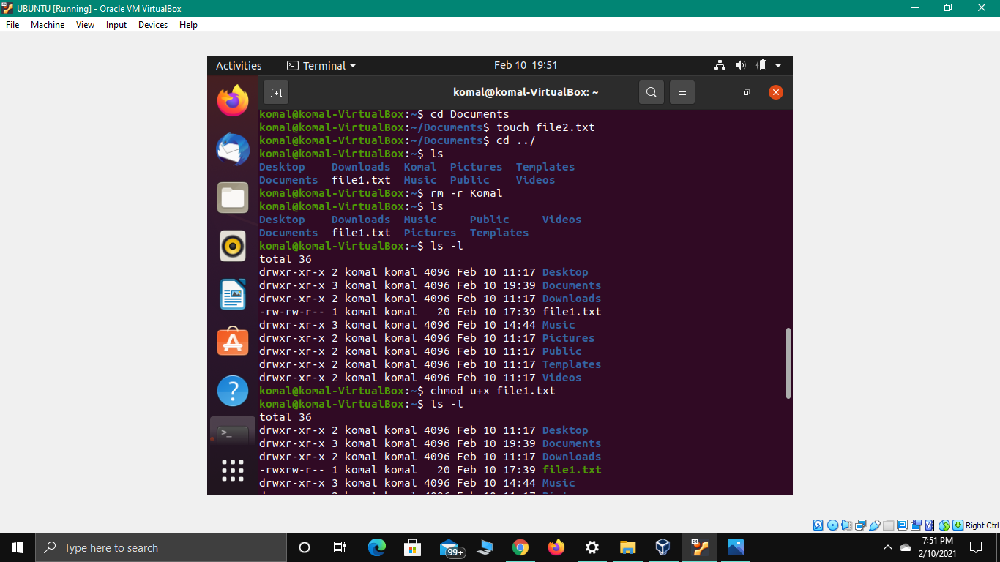 UBUNTU [Running] - Oracle VM VirtualBox
File Machine View Input Devices Help
Activities Terminal Feb 10 19:51
komal@komal-VirtualBox: ~
komal@komal-VirtualBox:~$ cd Documents
komal@komal-VirtualBox:~/Documents$ touch file2.txt
komal@komal-VirtualBox:~/Documents$ cd ../
komal@komal-VirtualBox:~$ ls
Desktop Downloads Komal Pictures Templates
Documents file1.txt Music Public Videos
komal@komal-VirtualBox:~$ rm -r Komal
komal@komal-VirtualBox:~$ ls
Desktop Downloads Music Public Videos
Documents file1.txt Pictures Templates
komal@komal-VirtualBox:~$ ls -l
total 36
drwxr-xr-x 2 komal komal 4096 Feb 10 11:17 Desktop
drwxr-xr-x 3 komal komal 4096 Feb 10 19:39 Documents
drwxr-xr-x 2 komal komal 4096 Feb 10 11:17 Downloads
-rw-rw-r-- 1 komal komal 20 Feb 10 17:39 file1.txt
drwxr-xr-x 3 komal komal 4096 Feb 10 14:44 Music
drwxr-xr-x 2 komal komal 4096 Feb 10 11:17 Pictures
drwxr-xr-x 2 komal komal 4096 Feb 10 11:17 Public
drwxr-xr-x 2 komal komal 4096 Feb 10 11:17 Templates
drwxr-xr-x 2 komal komal 4096 Feb 10 11:17 Videos
komal@komal-VirtualBox:~$ chmod u+x file1.txt
komal@komal-VirtualBox:~$ ls -l
total 36
drwxr-xr-x 2 komal komal 4096 Feb 10 11:17 Desktop
drwxr-xr-x 3 komal komal 4096 Feb 10 19:39 Documents
drwxr-xr-x 2 komal komal 4096 Feb 10 11:17 Downloads
-rwxrw-r-- 1 komal komal 20 Feb 10 17:39 file1.txt
drwxr-xr-x 3 komal komal 4096 Feb 10 14:44 Music
Right Ctrl
Type here to search
99+
7:51 PM
2/10/2021